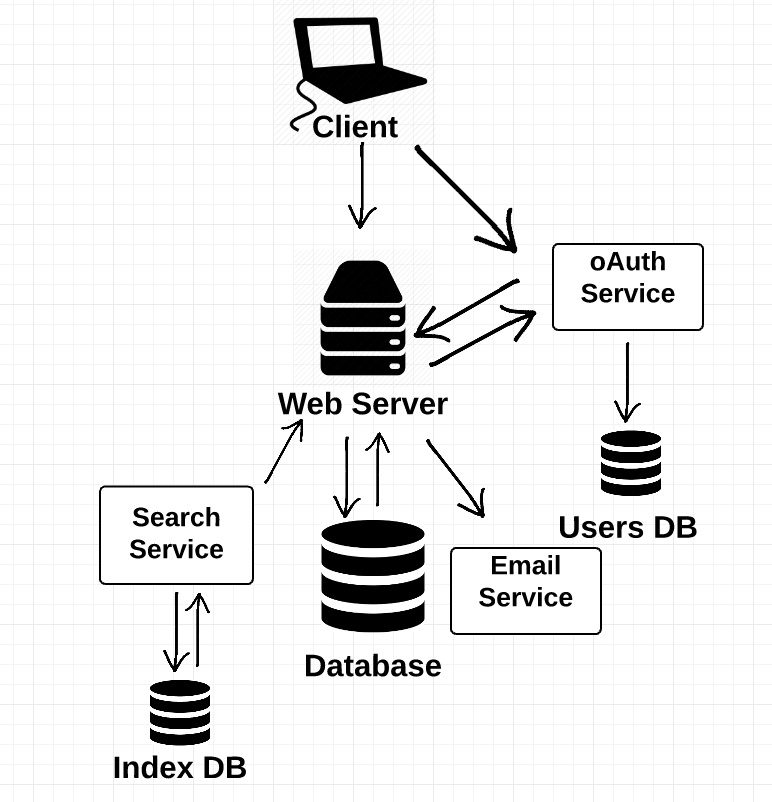 Client
oAuth
Service
Web Server
Search
Service
Users DB
Email
Service
Database
Index DB